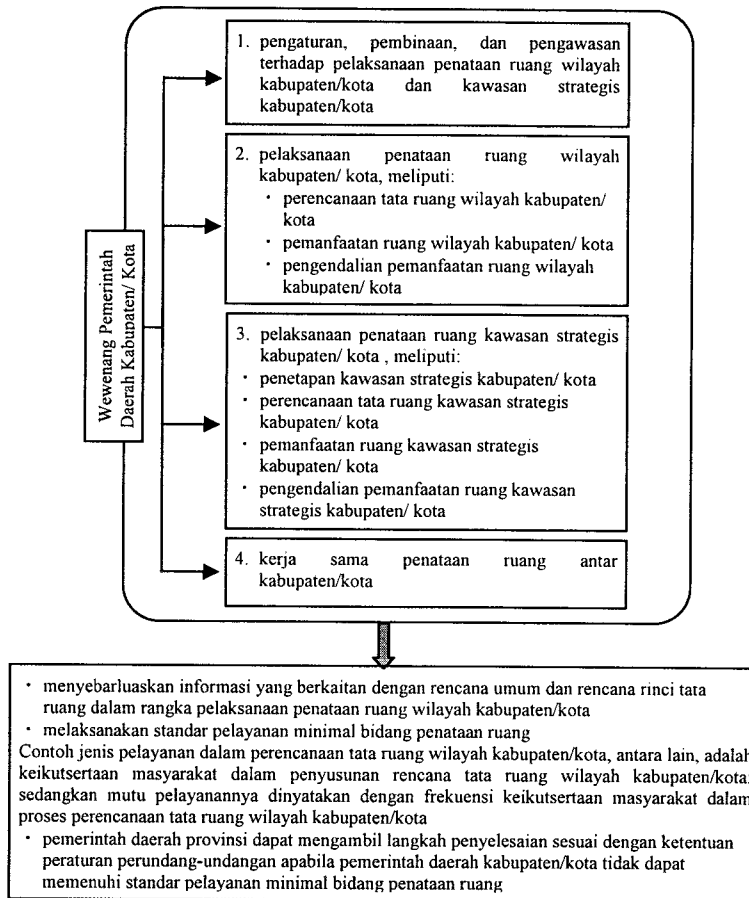 Wewenang Pemerintah
Daerah Kabupaten/ Kota
1. pengaturan, pembinaan, dan pengawasan
terhadap pelaksanaan penataan ruang wilayah
kabupaten/kota dan kawasan strategis
kabupaten/kota
2. pelaksanaan penataan ruang wilayah
kabupaten/ kota, meliputi:
· perencanaan tata ruang wilayah kabupaten/
kota
· pemanfaatan ruang wilayah kabupaten/ kota
· pengendalian pemanfaatan ruang wilayah
kabupaten/ kota
3. pelaksanaan penataan ruang kawasan strategis
kabupaten/ kota , meliputi:
· penetapan kawasan strategis kabupaten/ kota
· perencanaan tata ruang kawasan strategis
kabupaten/ kota
· pemanfaatan ruang kawasan strategis
kabupaten/ kota
· pengendalian pemanfaatan ruang kawasan
strategis kabupaten/ kota
4. kerja sama penataan ruang antar
kabupaten/kota
· menyebarluaskan informasi yang berkaitan dengan rencana umum dan rencana rinci tata
ruang dalam rangka pelaksanaan penataan ruang wilayah kabupaten/kota
· melaksanakan standar pelayanan minimal bidang penataan ruang
Contoh jenis pelayanan dalam perencanaan tata ruang wilayah kabupaten/kota, antara lain, adalah
keikutsertaan masyarakat dalam penyusunan rencana tata ruang wilayah kabupaten/kota;
sedangkan mutu pelayanannya dinyatakan dengan frekuensi keikutsertaan masyarakat dalam
proses perencanaan tata ruang wilayah kabupaten/kota
· pemerintah daerah provinsi dapat mengambil langkah penyelesaian sesuai dengan ketentuan
peraturan perundang-undangan apabila pemerintah daerah kabupaten/kota tidak dapat
memenuhi standar pelayanan minimal bidang penataan ruang